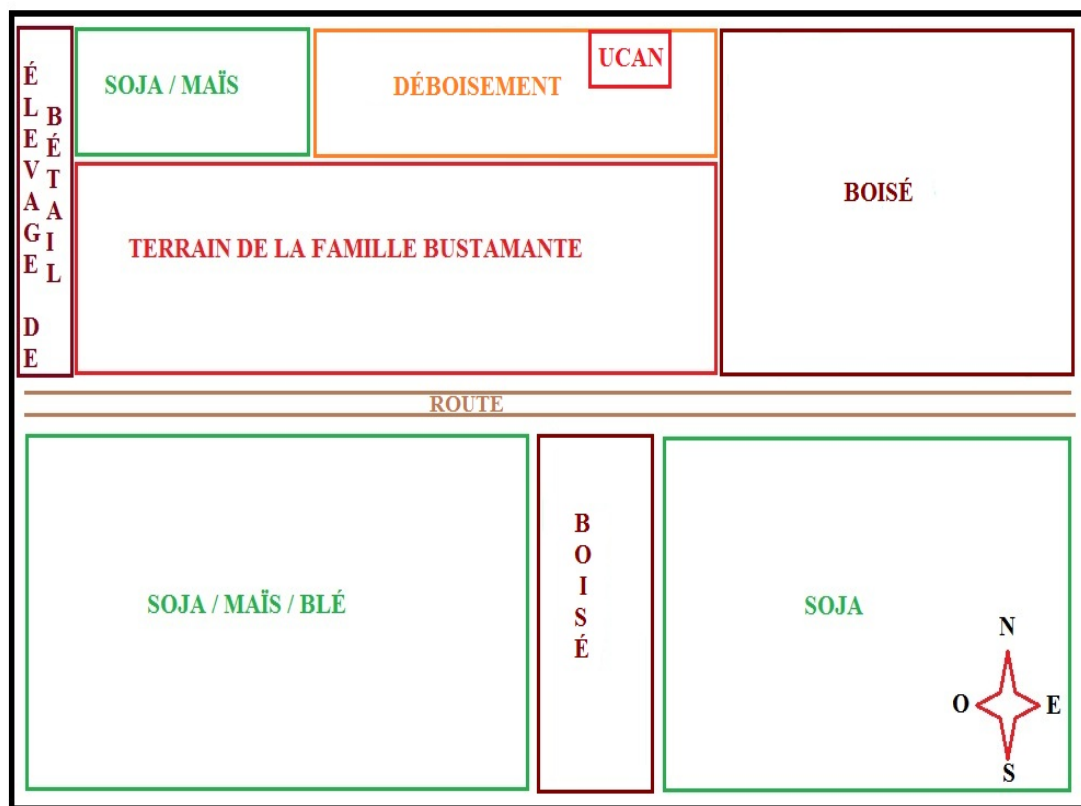 ÉLEVAGE DE
BÉTAIL
SOJA / MAÏS
DÉBOISEMENT
UCAN
BOISÉ
TERRAIN DE LA FAMILLE BUSTAMANTE
ROUTE
SOJA / MAÏS / BLÉ
BOISÉ
SOJA
N
O
E
S